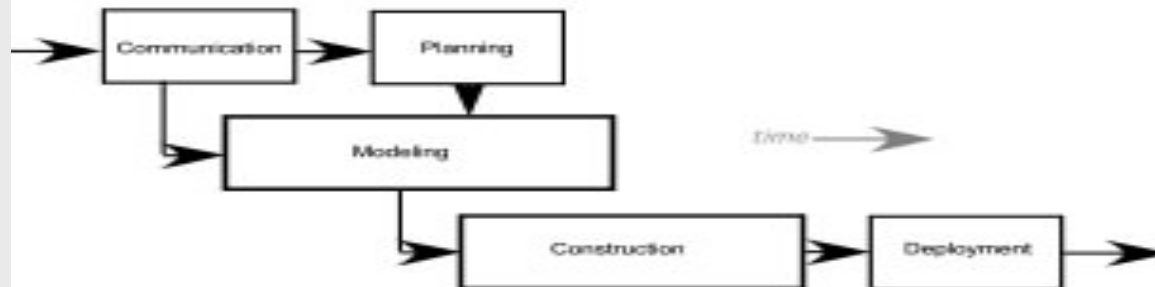 Communication
Planning
Modeling
time
Construction
Deployment